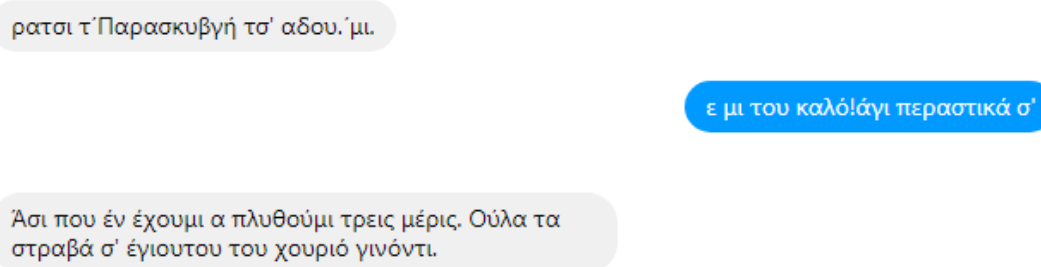 ρατσι τ΄Παρασκυβγή τσ' αδου.΄μι.
ε μι του καλό!άγι περαστικά σ'
Άσι που έν έχουμι α πλυθούμι τρεις μέρις. Ούλα τα
στραβά σ' έγιουτου του χουριό γινόντι.